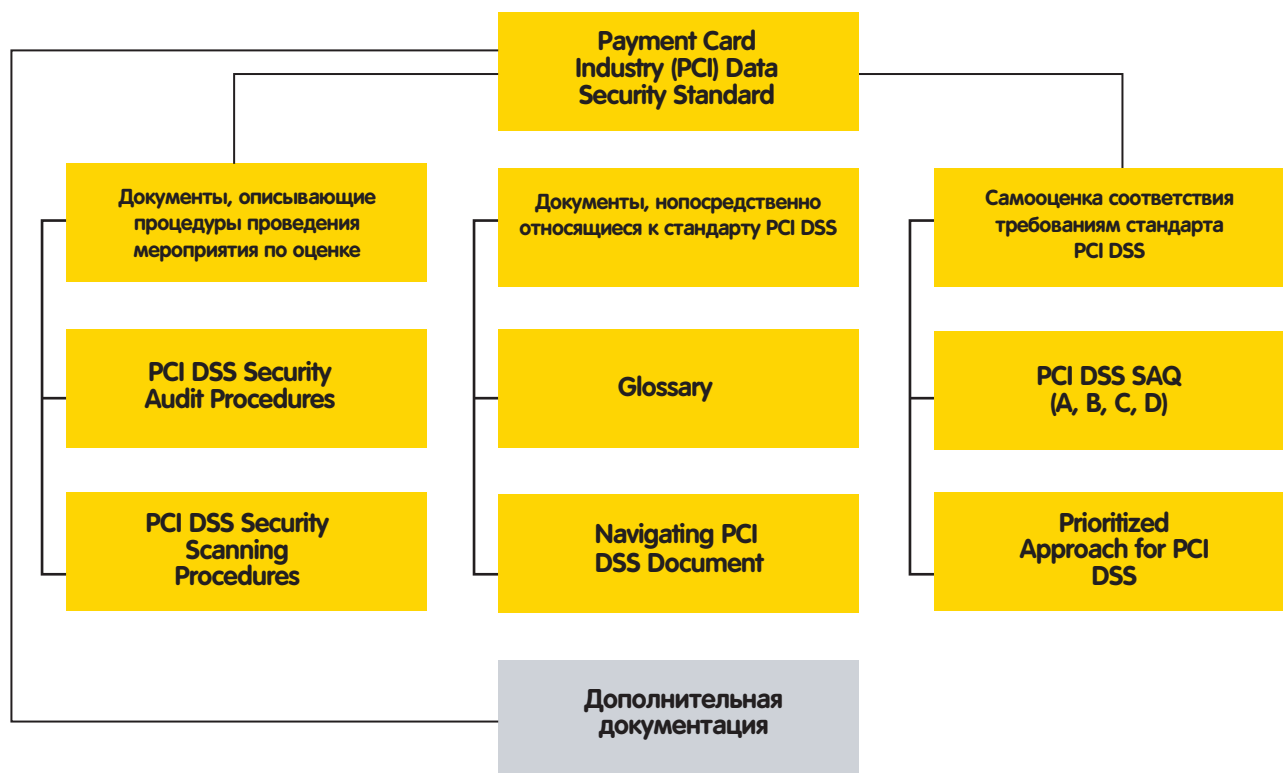 Payment Card
Industry (PCI) Data
Security Standard
Документы, описывающие
процедуры проведения
мероприятия по оценке
Документы, нопосредственно
относящиеся к стандарту PCI DSS
Самооценка соответствия
требованиям стандарта
PCI DSS
PCI DSS Security
Audit Procedures
Glossary
PCI DSS SAQ
(A, B, C, D)
PCI DSS Security
Scanning
Procedures
Navigating PCI
DSS Document
Prioritized
Approach for PCI
DSS
Дополнительная
документация